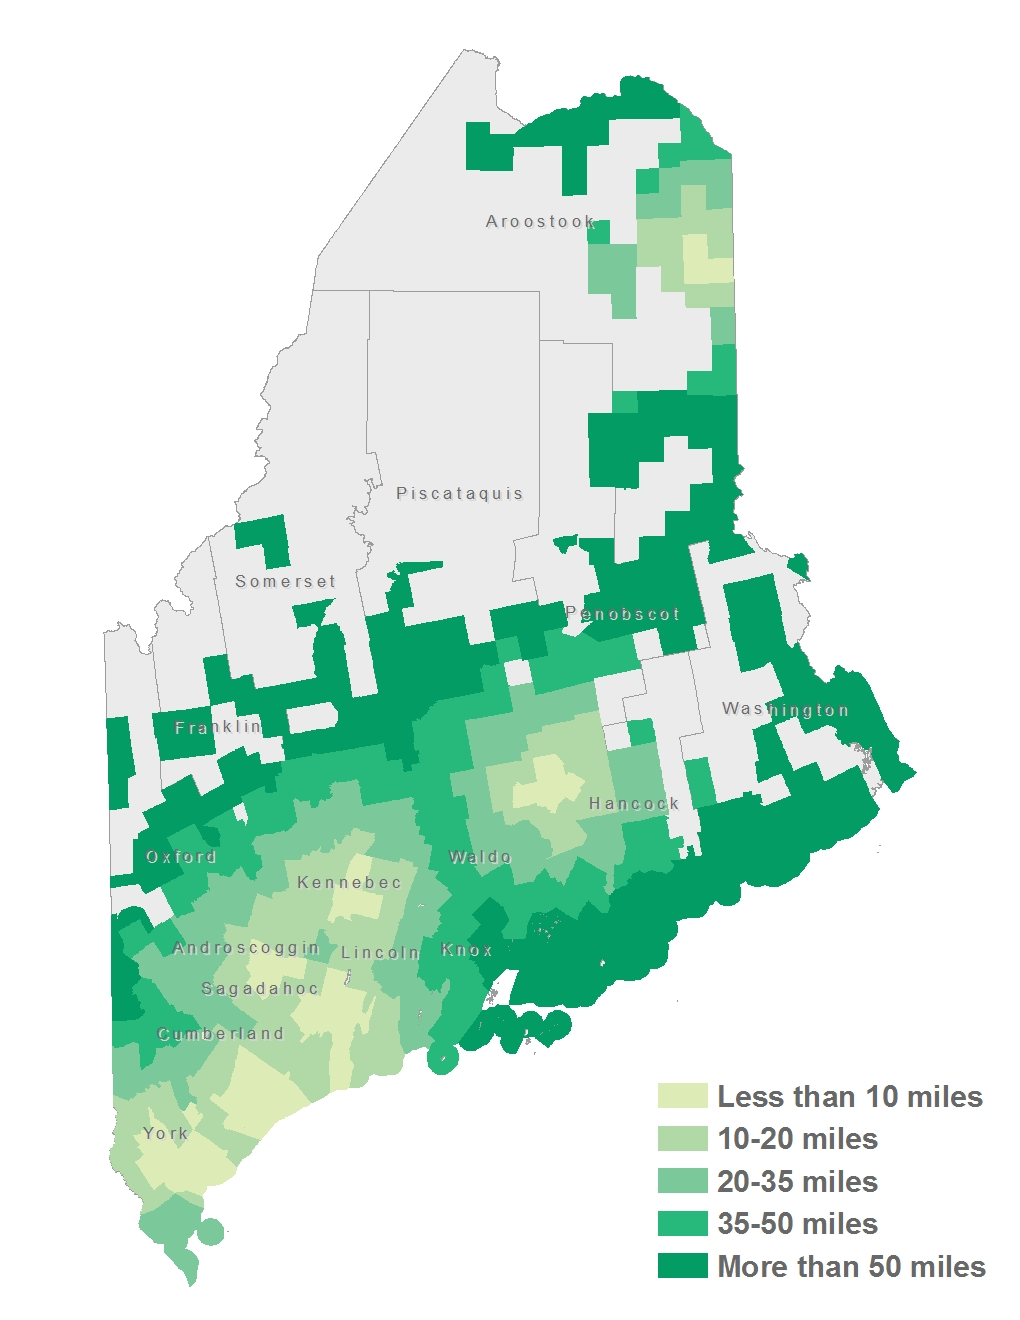 Aroostook
Piscataquis
Somerset
Penobscot
Franklin
Washington
Hancock
Oxford
Waldo
Kennebec
Androscoggin
Lincoln
Knox
Sagadahoc
Cumberland
York
Less than 10 miles
10-20 miles
20-35 miles
35-50 miles
More than 50 miles